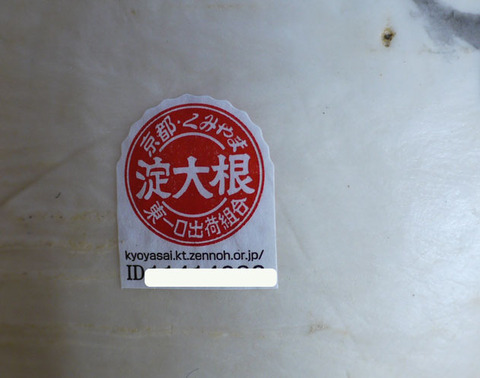 京都・くみやま
淀大根
東一口出荷組合
kyoyasai.kt.zennoh.or.jp/
ID